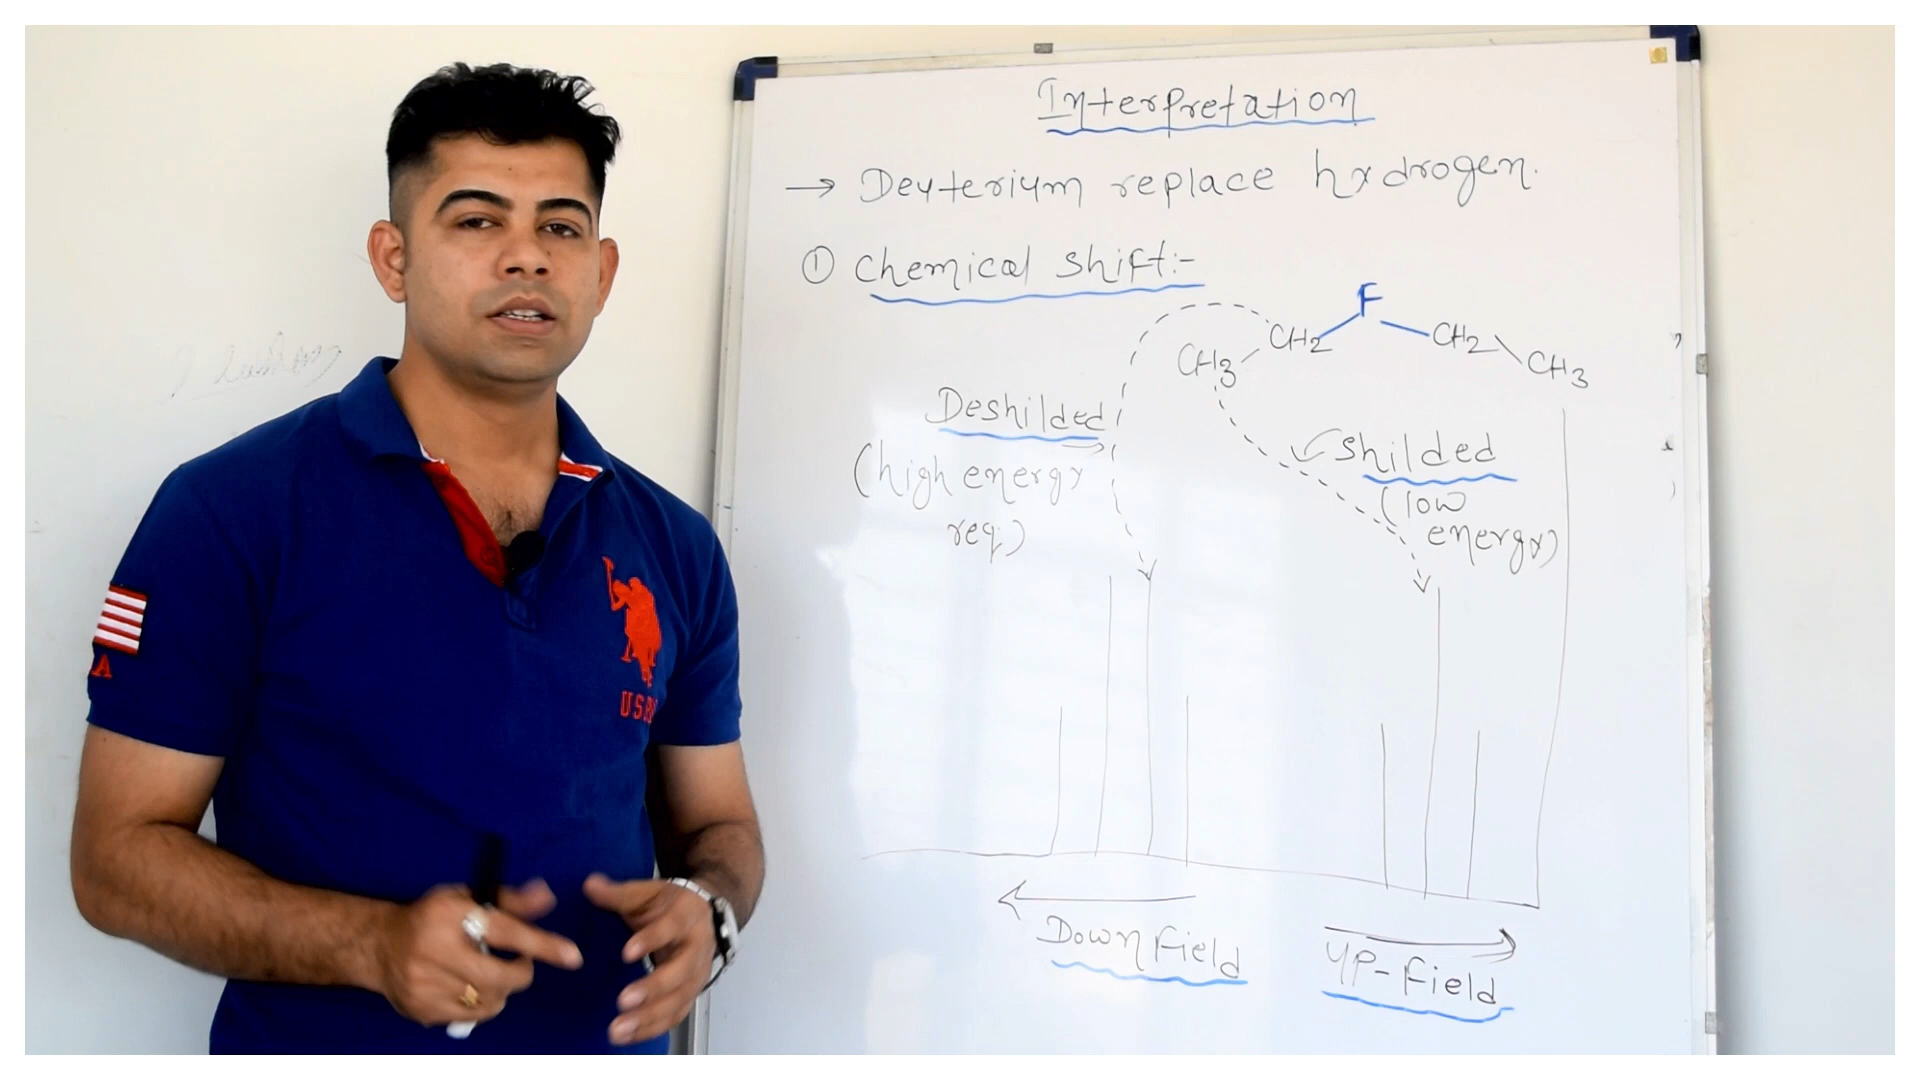 Interpretation
→ Deuterium replace hydrogen.
① Chemical shift:-
F
CH3 CH2 CH2 CH3
Deshilded
(high energy
req)
Shilded
(low
energy)
Down field
UP-field
A